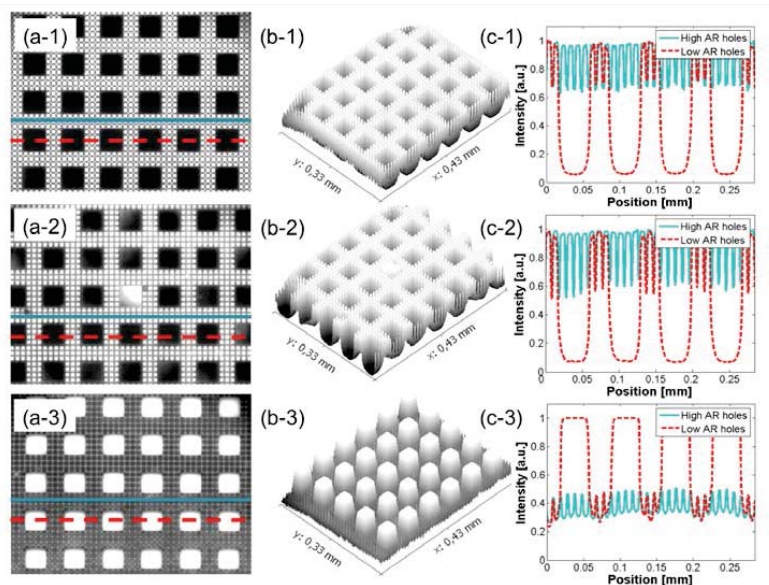 (a-1)
(b-1)
y: 0,33 mm
x: 0,43 mm
(c-1)
High AR holes
Low AR holes
Intensity [a.u.]
1
0.8
0.6
0.4
0.2
0
0
0.05
0.1
0.15
0.2
0.25
Position [mm]
(a-2)
(b-2)
y: 0,33 mm
x: 0,43 mm
(c-2)
High AR holes
Low AR holes
Intensity [a.u.]
1
0.8
0.6
0.4
0.2
0
0
0.05
0.1
0.15
0.2
0.25
Position [mm]
(a-3)
(b-3)
y: 0,33 mm
x: 0,43 mm
(c-3)
High AR holes
Low AR holes
Intensity [a.u.]
1
0.8
0.6
0.4
0.2
0
0
0.05
0.1
0.15
0.2
0.25
Position [mm]